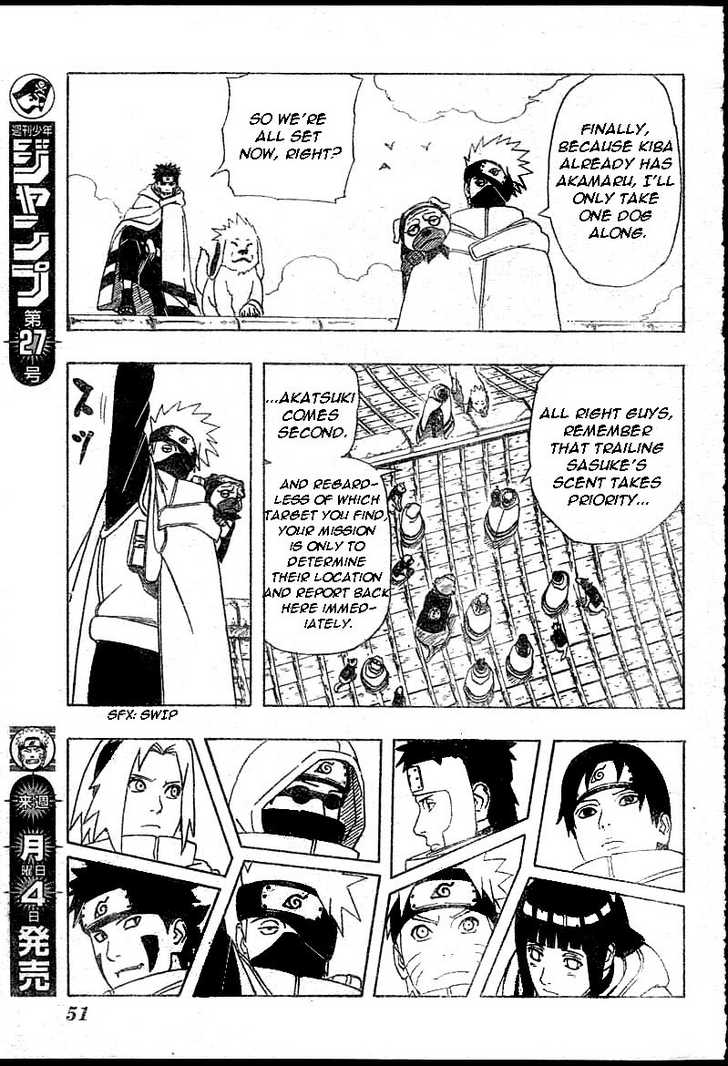 FINALLY,
BECAUSE KIBA
ALREADY HAS
AKAMARU, I'LL
ONLY TAKE
ONE DOG
ALONG.
SO WE'RE
ALL SET
NOW, RIGHT?
ALL RIGHT GUYS,
REMEMBER
THAT TRAILING
SASUKE'S
SCENT TAKES
PRIORITY...
...AKATSUKI
COMES
SECOND.
AND REGARD-
LESS OF WHICH
TARGET YOU FIND,
YOUR MISSION
IS ONLY TO
DETERMINE
THEIR LOCATION
AND REPORT BACK
HERE IMMED-
IATELY.
スッ
SFX: SWIP
週刊少年
ジャンプ
第
27
号
来週
月曜日
4日
発売
51